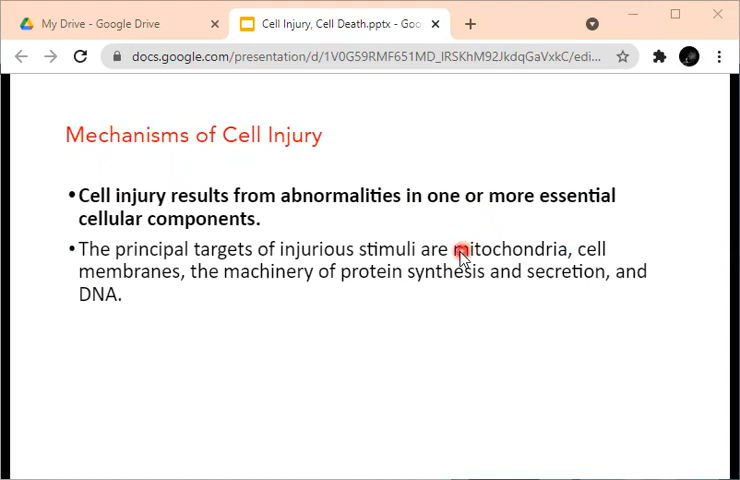 My Drive - Google Drive
Cell Injury, Cell Death.pptx - Goo
docs.google.com/presentation/d/1V0G59RMF651MD_lRSKhM92JkdqGaVxkC/edi...
Mechanisms of Cell Injury
•Cell injury results from abnormalities in one or more essential
cellular components.
•The principal targets of injurious stimuli are mitochondria, cell
membranes, the machinery of protein synthesis and secretion, and
DNA.